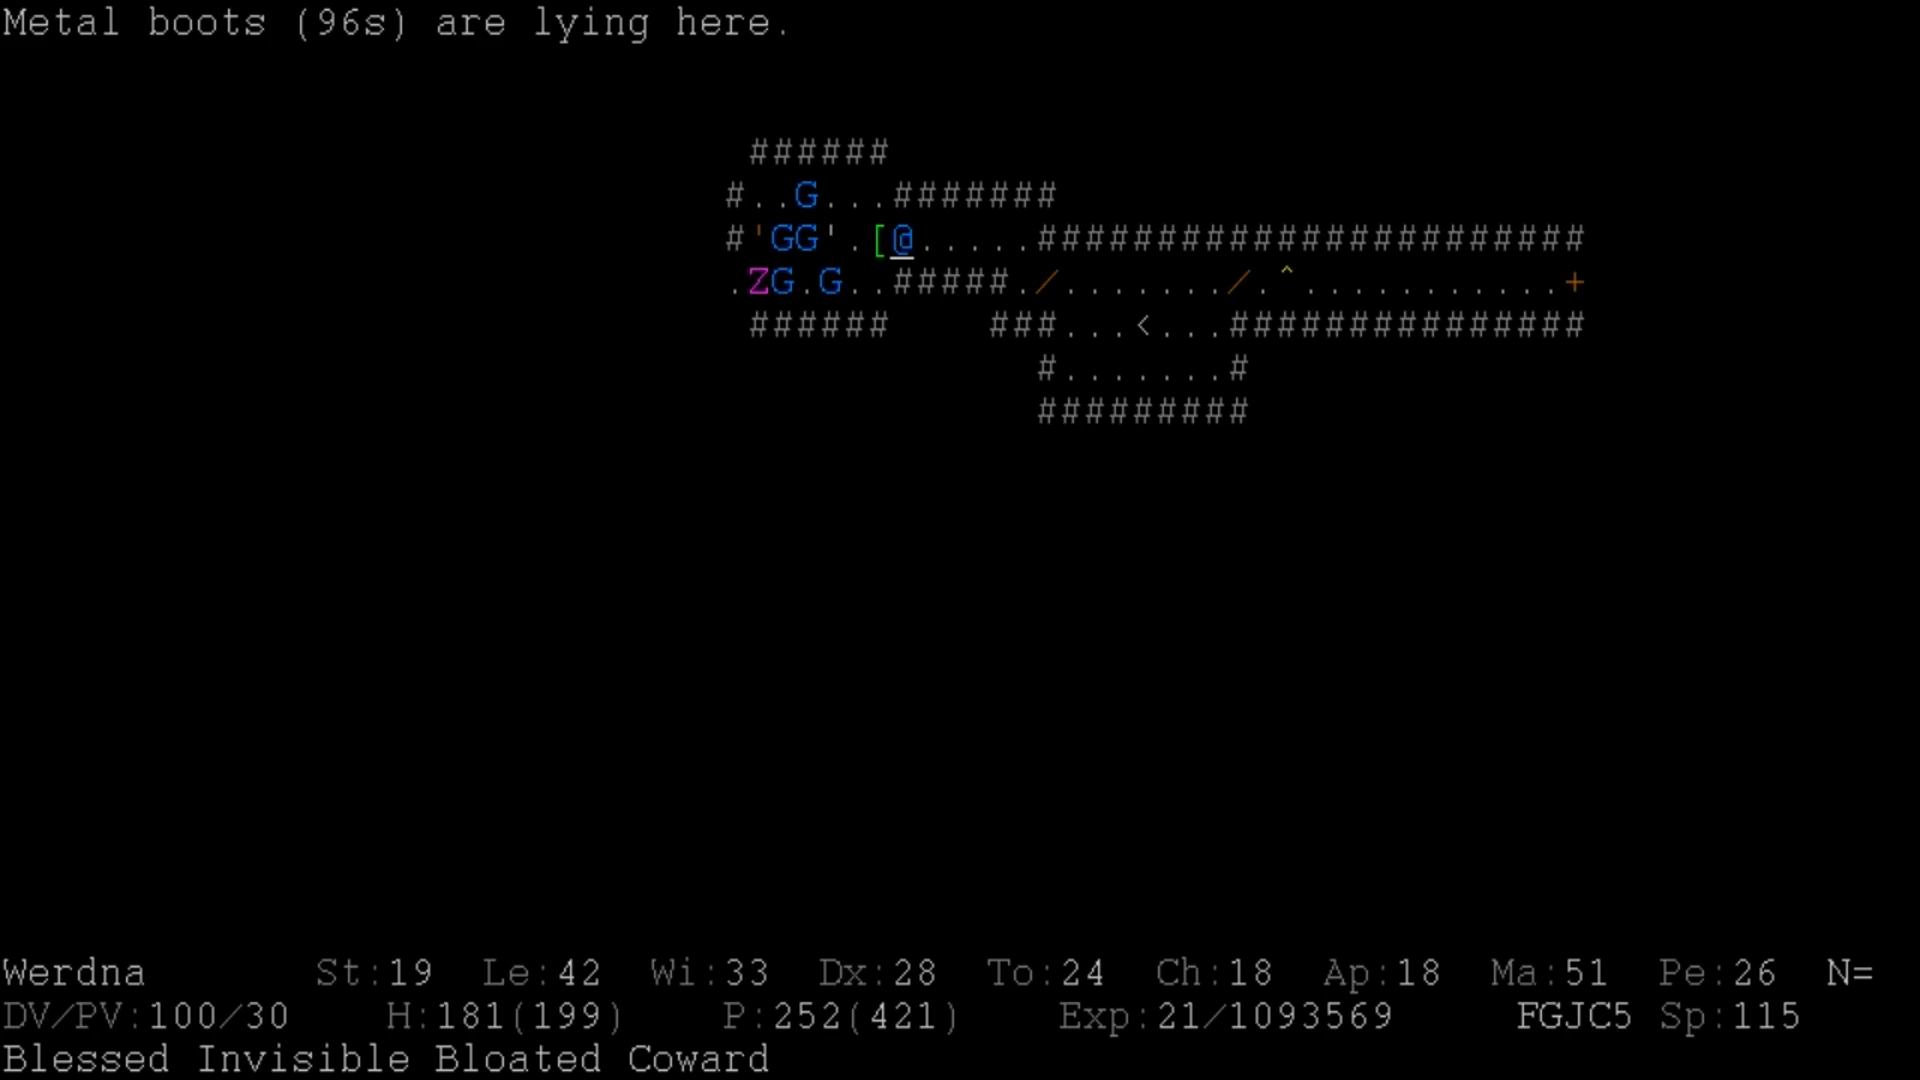 Metal boots (96s) are lying here.
######
#..G...#######
#'GG'.[@.....#######################
.ZG.G..#####./......./.^...........+
###### ###...<...###############
#.......#
#########
Werdna St:19 Le:42 Wi:33 Dx:28 To:24 Ch:18 Ap:18 Ma:51 Pe:26 N=
DV/PV:100/30 H:181(199) P:252(421) Exp:21/1093569 FGJC5 Sp:115
Blessed Invisible Bloated Coward